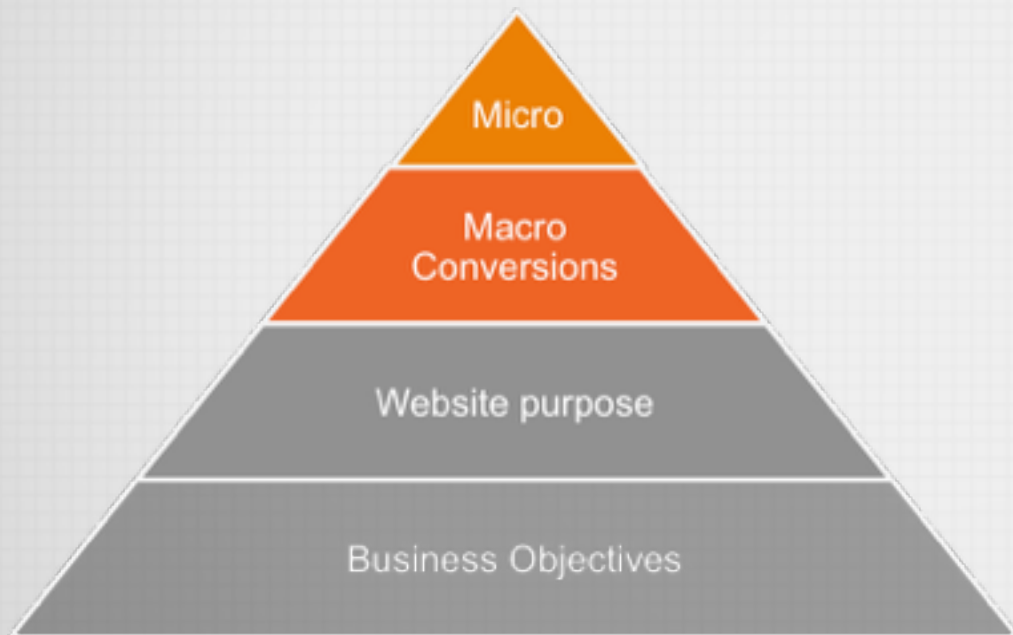 Micro
Macro
Conversions
Website purpose
Business Objectives